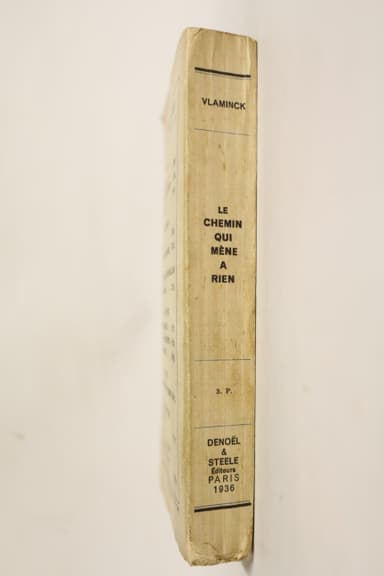 VLAMINCK
LE
CHEMIN
QUI
MÈNE
A
RIEN
S. P.
DENOËL
&
STEELE
Éditeurs
PARIS
1936